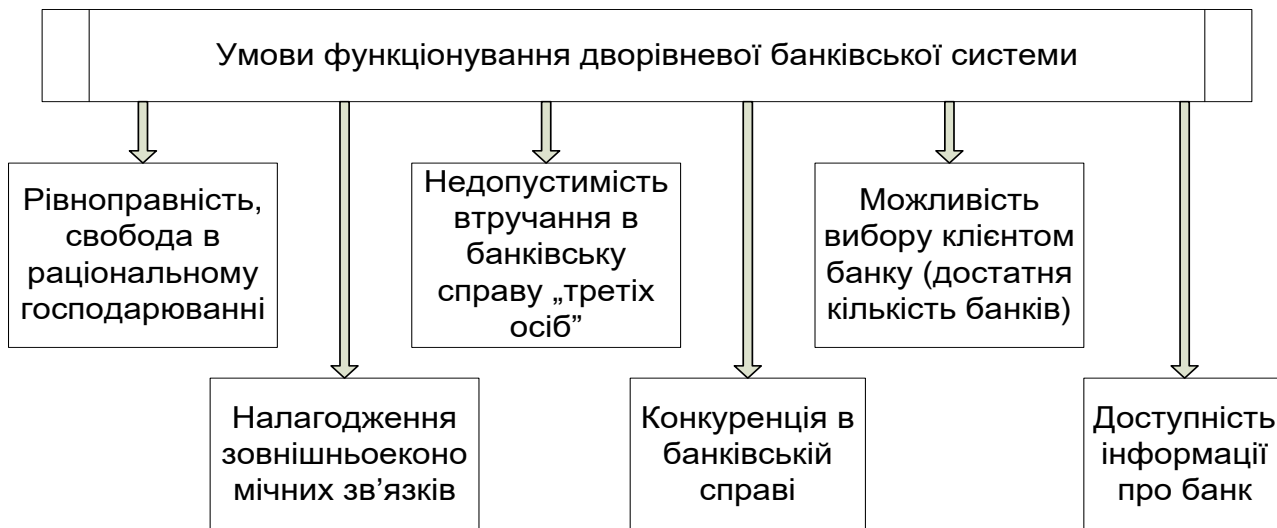 Умови функціонування дворівневої банківської системи
Рівноправність,
свобода в
раціональному
господарюванні
Недопустимість
втручання в
банківську
справу „третіх
осіб”
Можливість
вибору клієнтом
банку (достатня
кількість банків)
Налагодження
зовнішньоеконо
мічних зв’язків
Конкуренція в
банківській
справі
Доступність
інформації
про банк